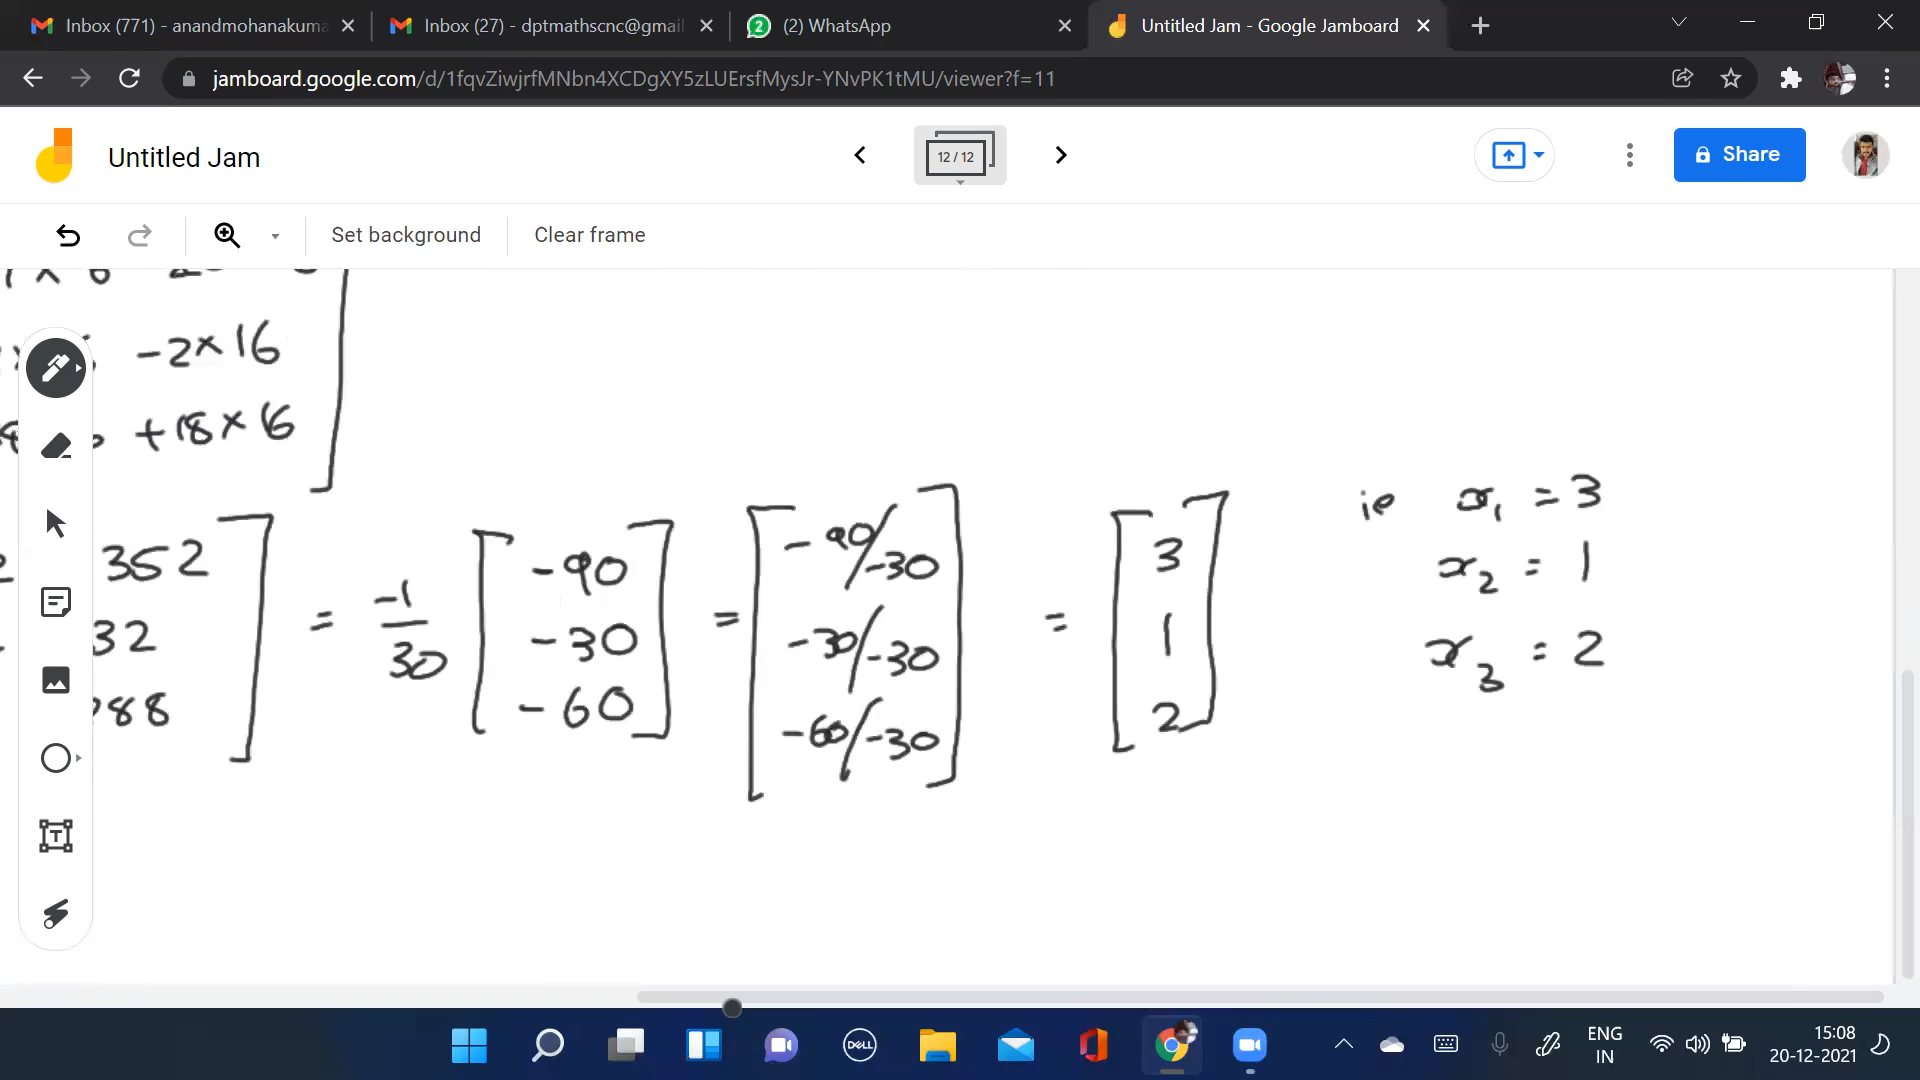 Inbox (771) - anandmohanakuma
Inbox (27) - dptmathscnc@gmail
2 (2) WhatsApp
Untitled Jam - Google Jamboard
jamboard.google.com/d/1fqvZiwjrfMNbn4XCDgXY5zLUErsfMysJr-YNvPK1tMU/viewer?f=11
Untitled Jam
12 / 12
Share
Set background
Clear frame
× 6
-2×16
+18×16
352
32
88
= -1/30 [ -90
-30
-60 ]
= [ -90/-30
-30/-30
-60/-30 ]
= [ 3
1
2 ]
ie x₁ = 3
x₂ = 1
x₃ = 2
DELL
ENG
IN
15:08
20-12-2021